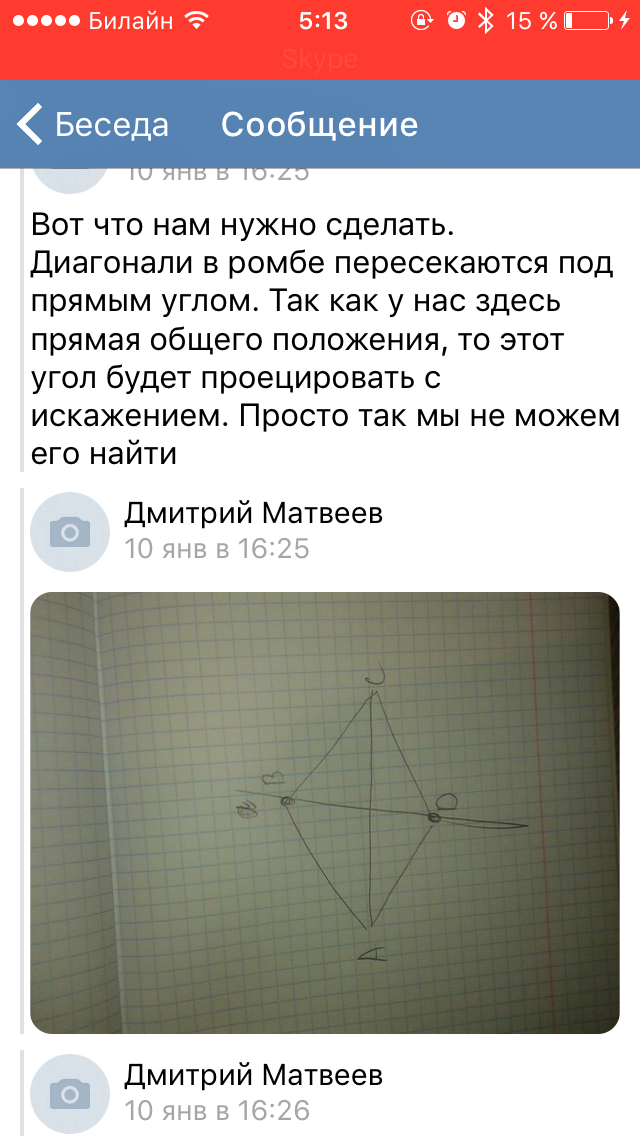 Билайн 5:13 15 %
Skype
Беседа Сообщение
10 янв в 16:25
Вот что нам нужно сделать.
Диагонали в ромбе пересекаются под
прямым углом. Так как у нас здесь
прямая общего положения, то этот
угол будет проецировать с
искажением. Просто так мы не можем
его найти
Дмитрий Матвеев
10 янв в 16:25
C
B
D
A
Дмитрий Матвеев
10 янв в 16:26